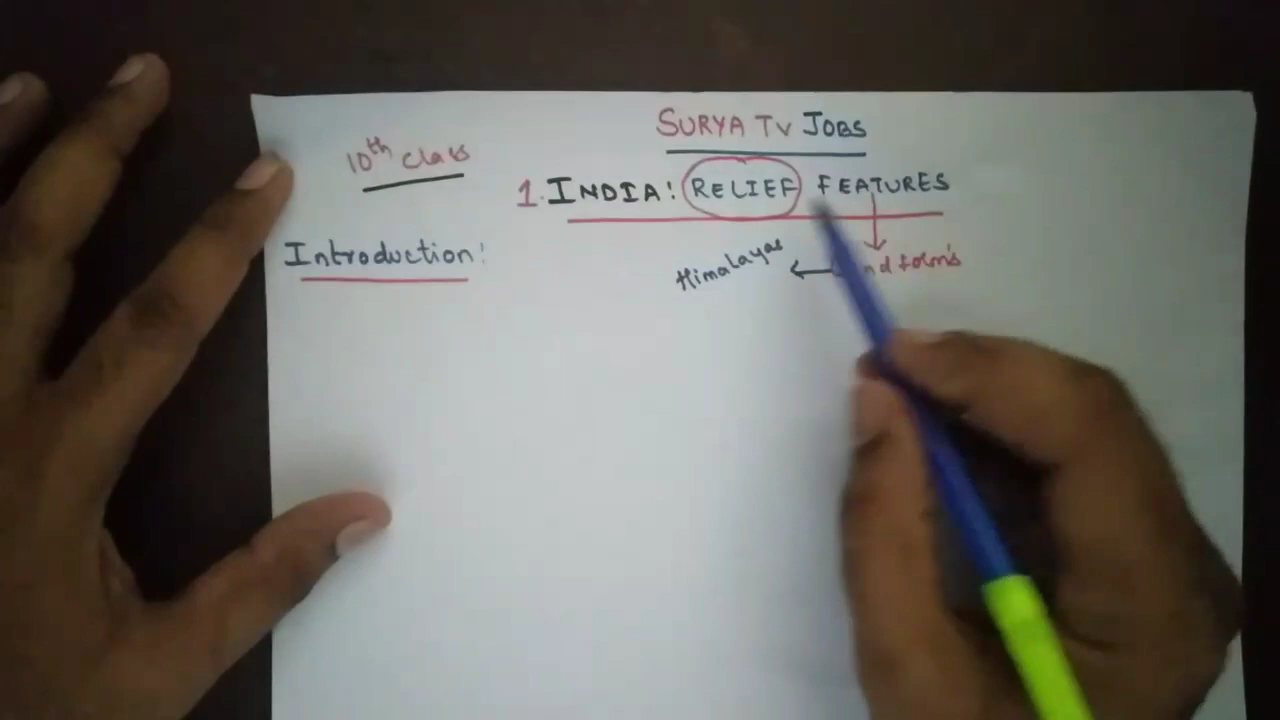 SURYA TV JOBS
10th class
1. INDIA: RELIEF FEATURES
Introduction:
Himalayas